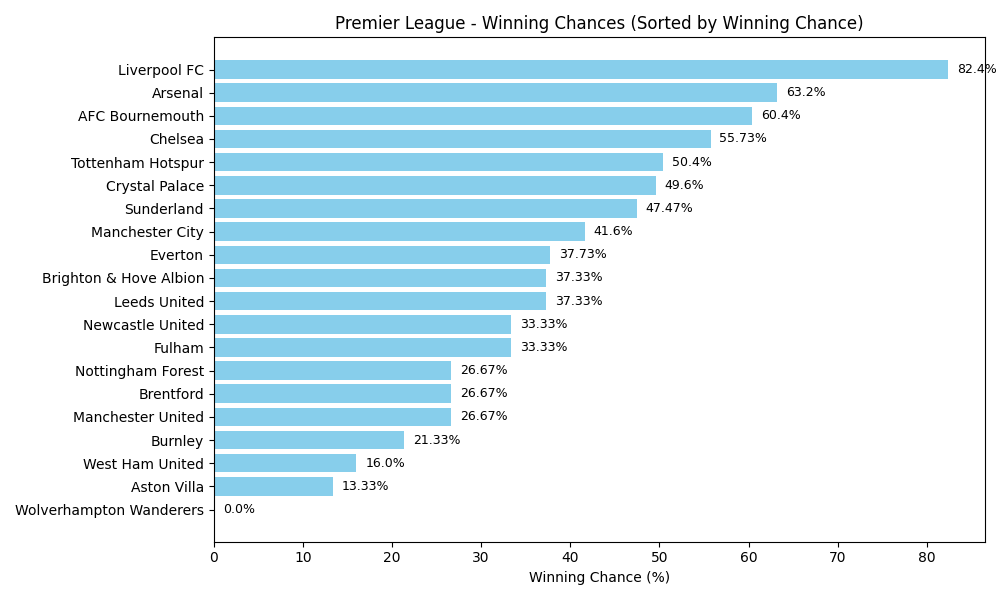 Premier League - Winning Chances (Sorted by Winning Chance)
Liverpool FC 82.4%
Arsenal 63.2%
AFC Bournemouth 60.4%
Chelsea 55.73%
Tottenham Hotspur 50.4%
Crystal Palace 49.6%
Sunderland 47.47%
Manchester City 41.6%
Everton 37.73%
Brighton & Hove Albion 37.33%
Leeds United 37.33%
Newcastle United 33.33%
Fulham 33.33%
Nottingham Forest 26.67%
Brentford 26.67%
Manchester United 26.67%
Burnley 21.33%
West Ham United 16.0%
Aston Villa 13.33%
Wolverhampton Wanderers 0.0%
0 10 20 30 40 50 60 70 80
Winning Chance (%)